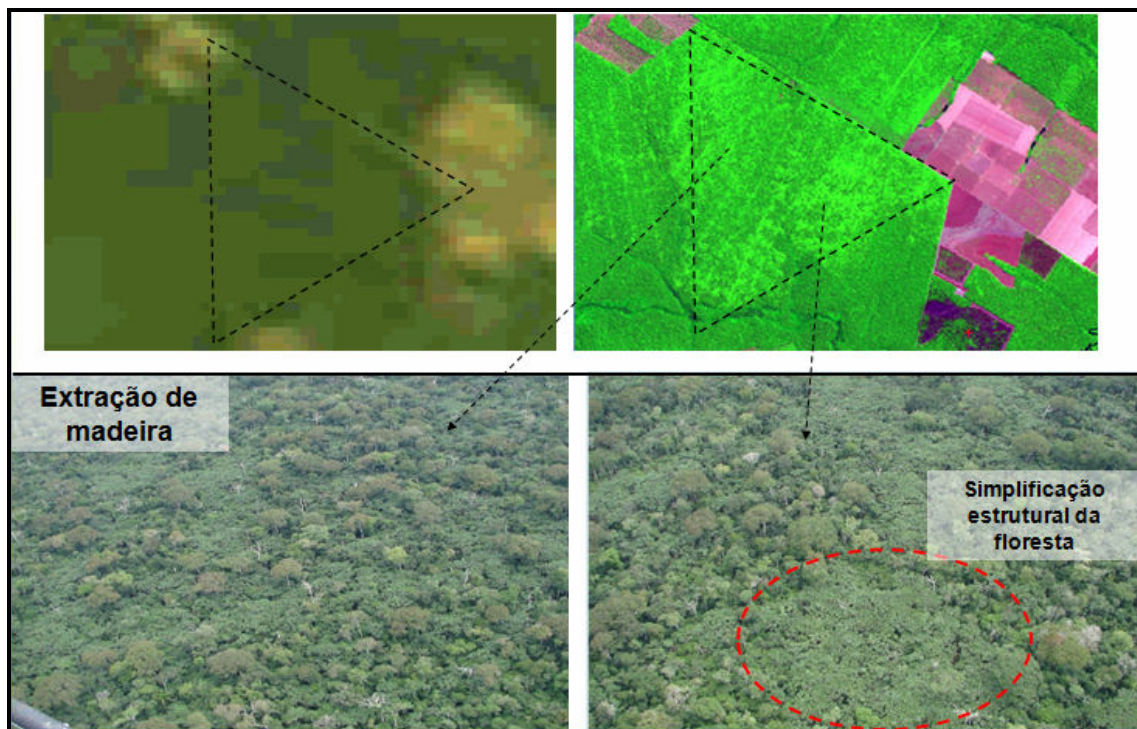 Extração de
madeira
Simplificação
estrutural da
floresta